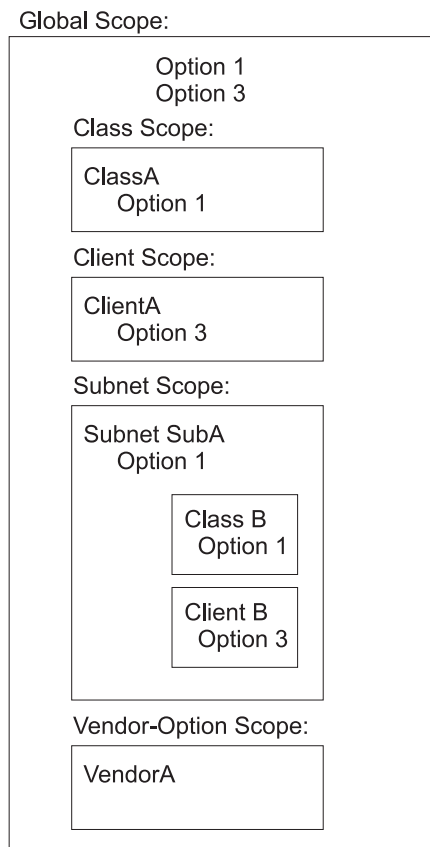 Global Scope:
Option 1
Option 3
Class Scope:
ClassA
Option 1
Client Scope:
ClientA
Option 3
Subnet Scope:
Subnet SubA
Option 1
Class B
Option 1
Client B
Option 3
Vendor-Option Scope:
VendorA